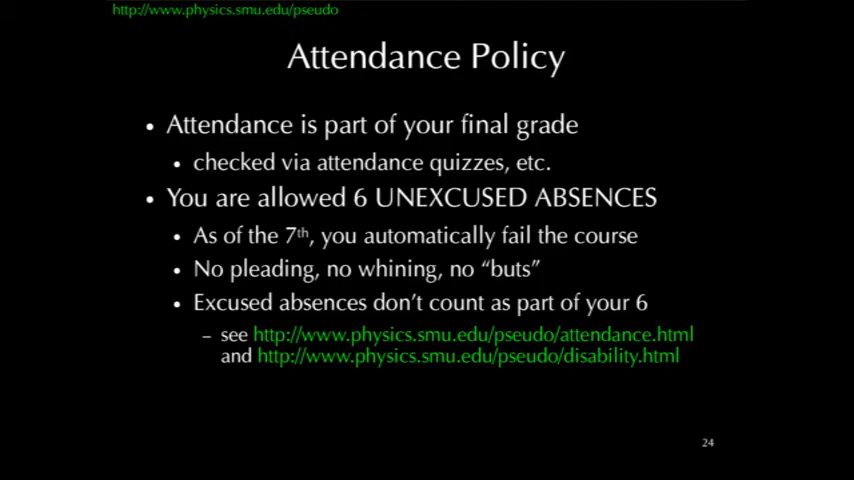 http://www.physics.smu.edu/pseudo
Attendance Policy
• Attendance is part of your final grade
• checked via attendance quizzes, etc.
• You are allowed 6 UNEXCUSED ABSENCES
• As of the 7th, you automatically fail the course
• No pleading, no whining, no “buts”
• Excused absences don’t count as part of your 6
– see http://www.physics.smu.edu/pseudo/attendance.html
and http://www.physics.smu.edu/pseudo/disability.html
24